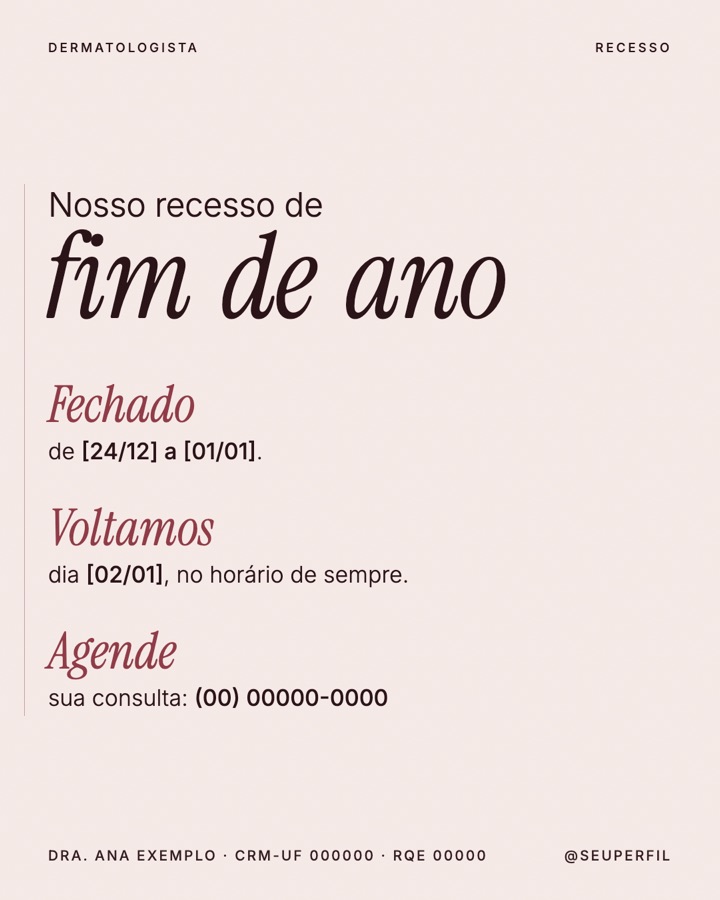 DERMATOLOGISTA
RECESSO
Nosso recesso de
fim de ano
Fechado
de [24/12] a [01/01].
Voltamos
dia [02/01], no horário de sempre.
Agende
sua consulta: (00) 00000-0000
DRA. ANA EXEMPLO · CRM-UF 000000 · RQE 00000
@SEUPERFIL